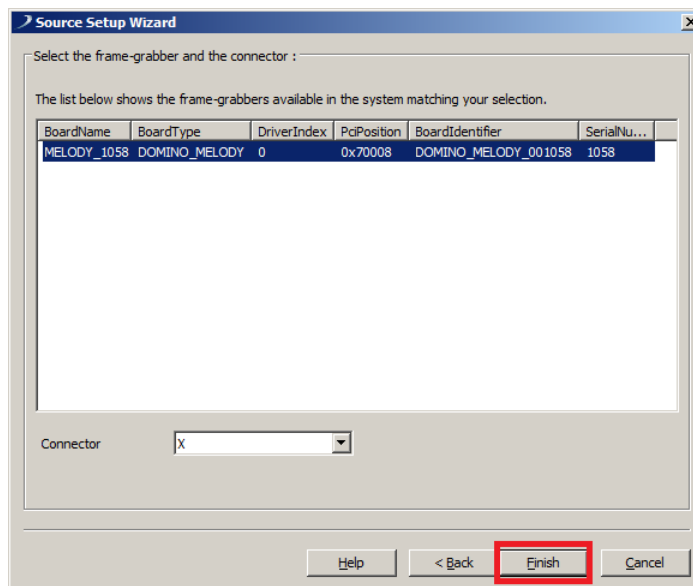 Source Setup Wizard
Select the frame-grabber and the connector :
The list below shows the frame-grabbers available in the system matching your selection.
BoardName BoardType DriverIndex PciPosition BoardIdentifier SerialNu...
MELODY_1058 DOMINO_MELODY 0 0x70008 DOMINO_MELODY_001058 1058
Connector X
Help < Back Finish Cancel